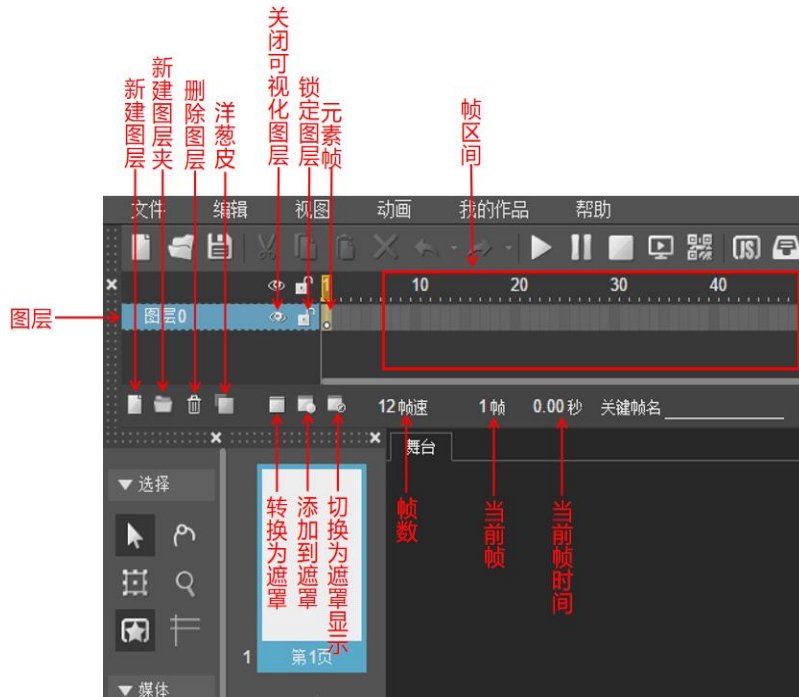 新建图层
新建图层夹
删除图层
洋葱皮
关闭可视化图层
锁定图层
元素帧
帧区间
文件 编辑 视图 动画 我的作品 帮助
JS
1 10 20 30 40
图层
图层0
12 帧速 1 帧 0.00 秒 关键帧名
舞台
选择
转换为遮罩
添加到遮罩
切换为遮罩显示
帧数
当前帧
当前帧时间
1 第1页
媒体